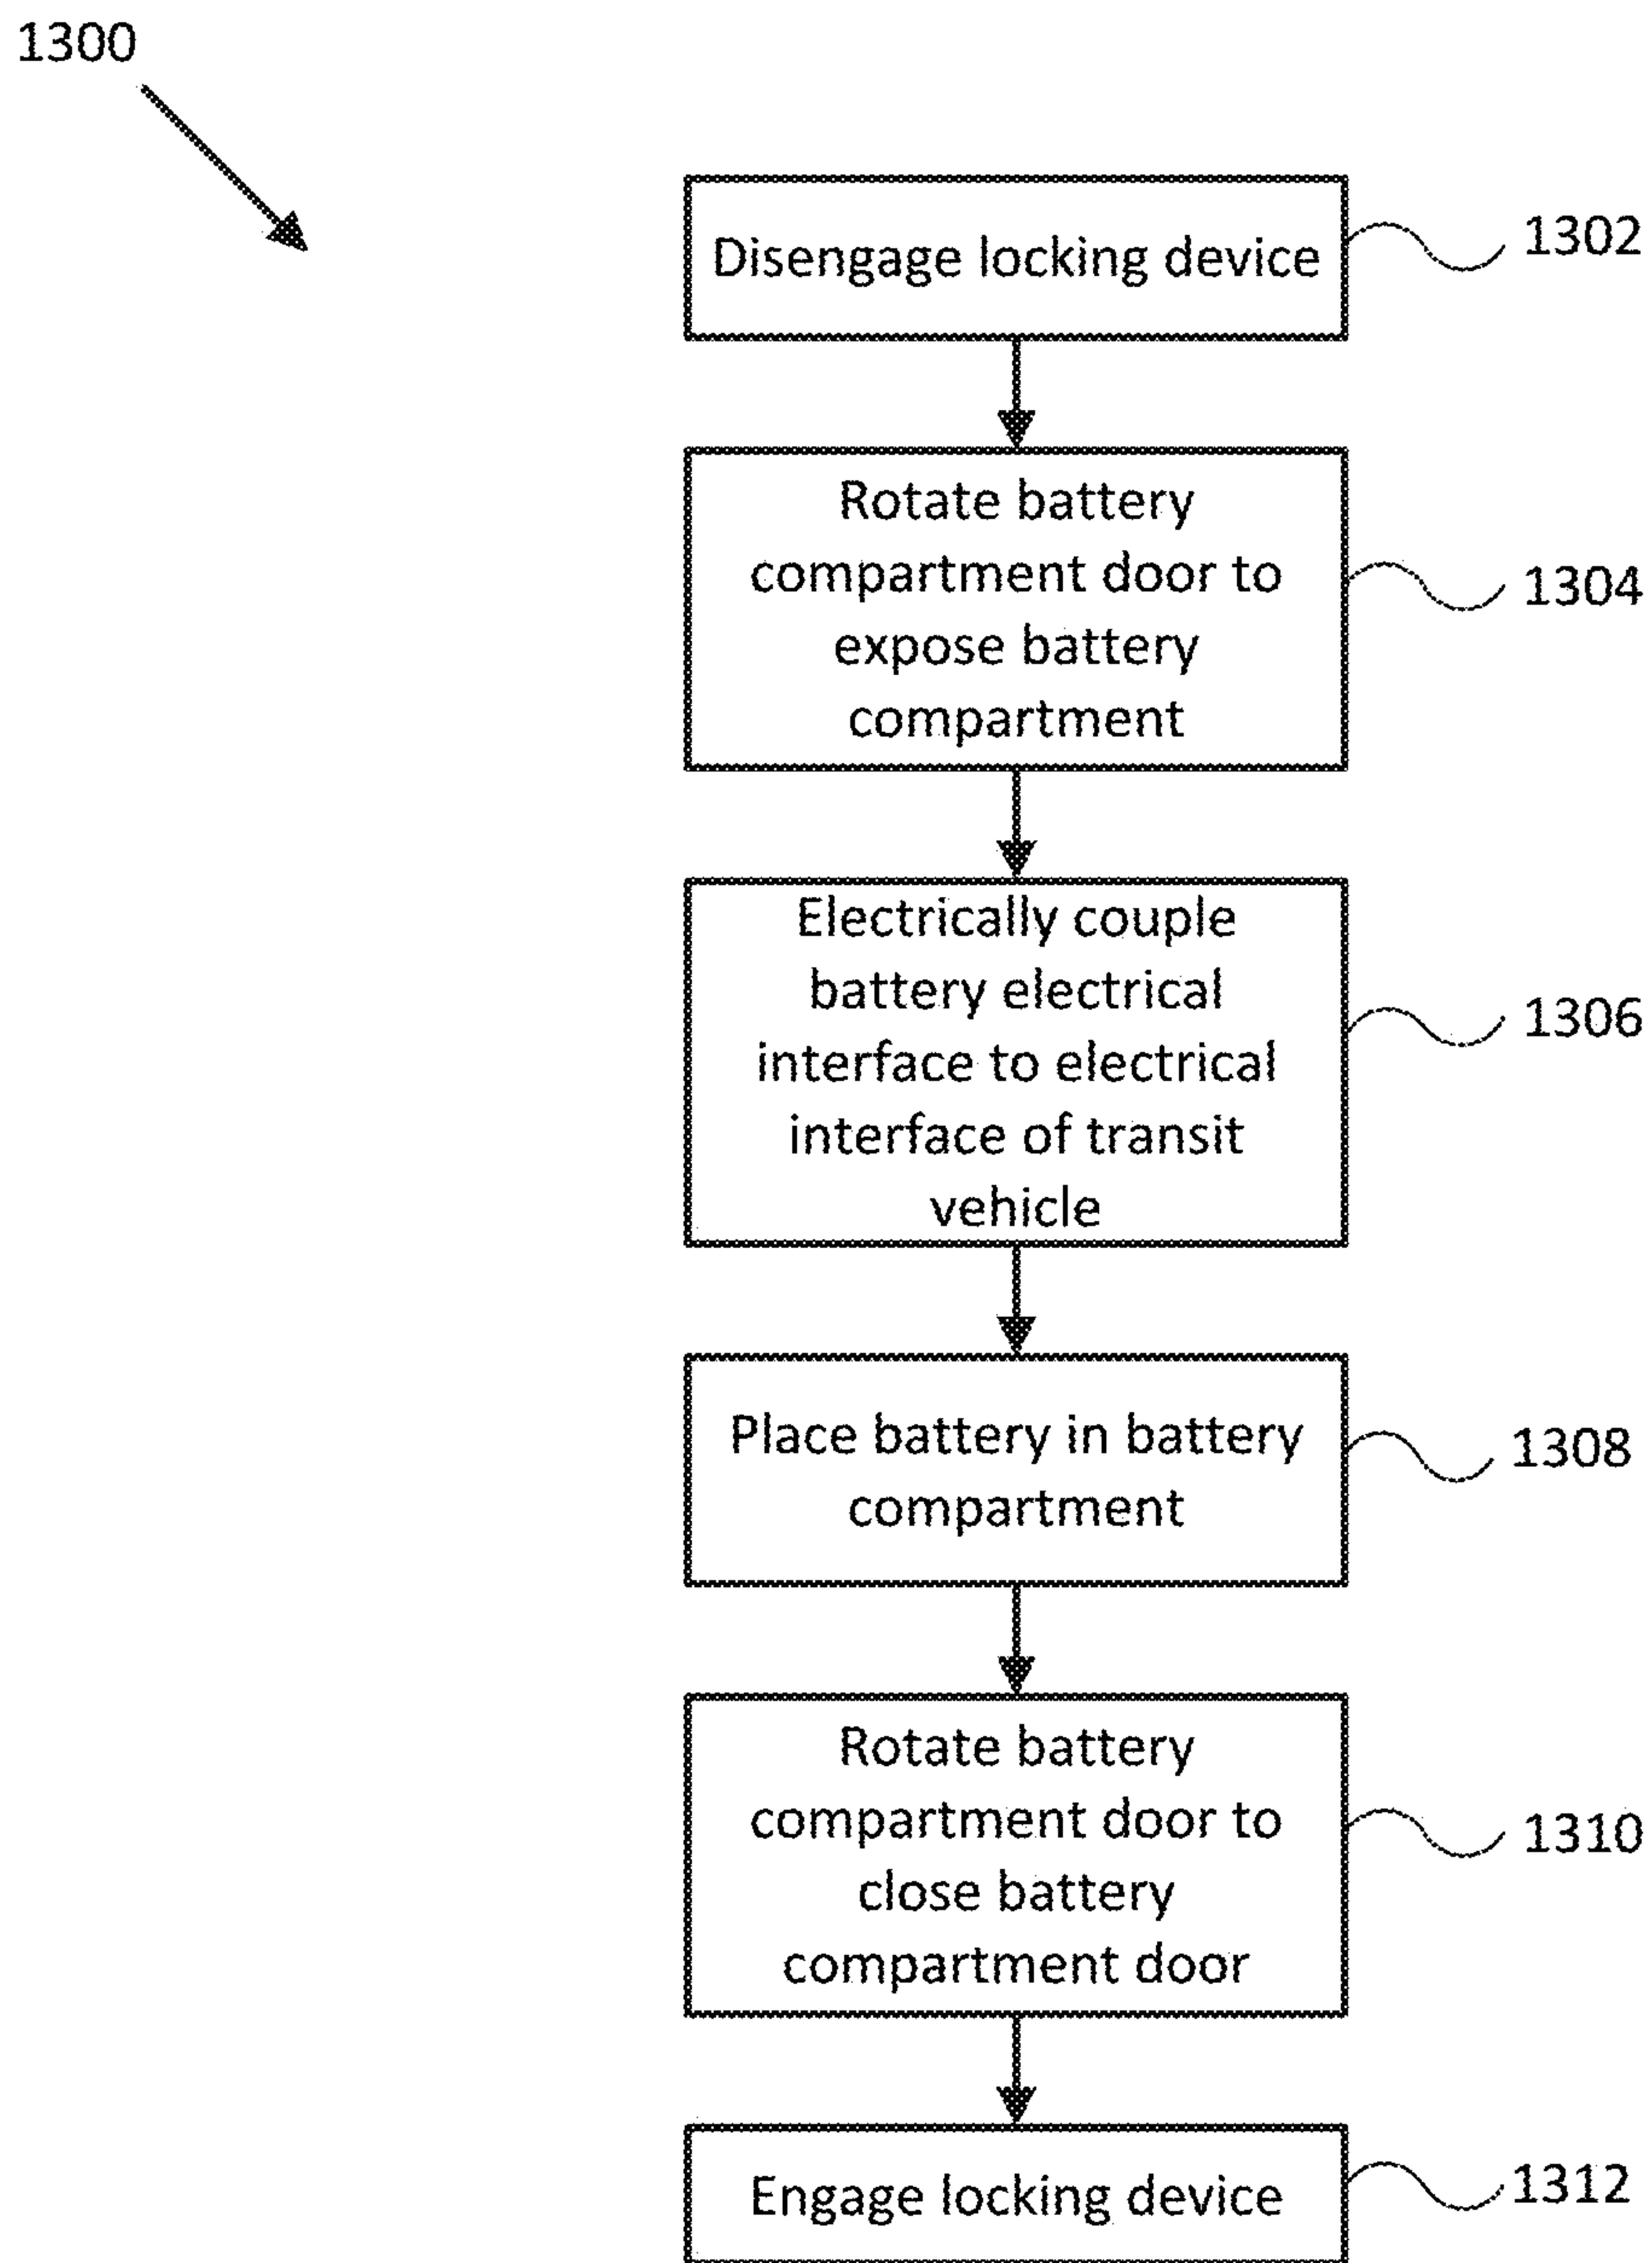 1300
Disengage locking device
1302
Rotate battery
compartment door to
expose battery
compartment
1304
Electrically couple
battery electrical
interface to electrical
interface of transit
vehicle
1306
Place battery in battery
compartment
1308
Rotate battery
compartment door to
close battery
compartment door
1310
Engage locking device
1312